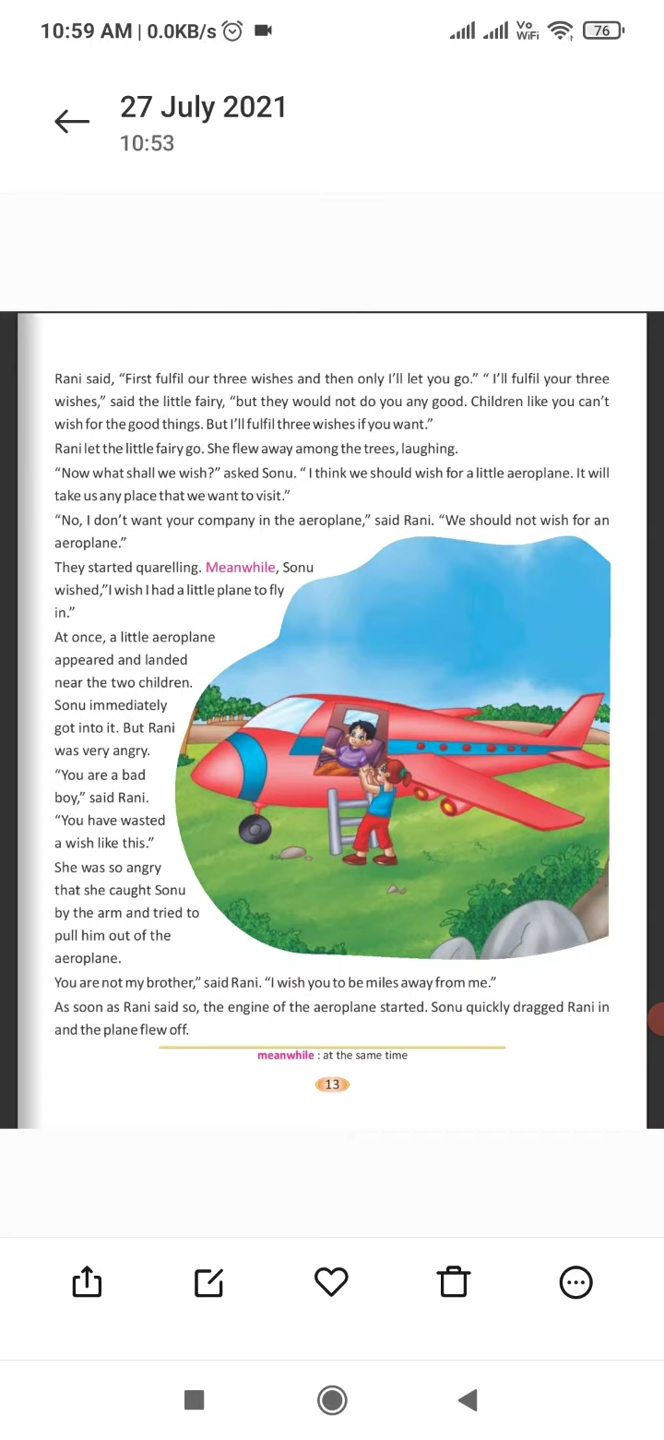 10:59 AM | 0.0KB/s
Vo
WiFi
76
27 July 2021
10:53
Rani said, “First fulfil our three wishes and then only I’ll let you go.” “ I’ll fulfil your three
wishes,” said the little fairy, “but they would not do you any good. Children like you can’t
wish for the good things. But I’ll fulfil three wishes if you want.”
Rani let the little fairy go. She flew away among the trees, laughing.
“Now what shall we wish?” asked Sonu. “ I think we should wish for a little aeroplane. It will
take us any place that we want to visit.”
“No, I don’t want your company in the aeroplane,” said Rani. “We should not wish for an
aeroplane.”
They started quarelling. Meanwhile, Sonu
wished,”I wish I had a little plane to fly
in.”
At once, a little aeroplane
appeared and landed
near the two children.
Sonu immediately
got into it. But Rani
was very angry.
“You are a bad
boy,” said Rani.
“You have wasted
a wish like this.”
She was so angry
that she caught Sonu
by the arm and tried to
pull him out of the
aeroplane.
You are not my brother,” said Rani. “I wish you to be miles away from me.”
As soon as Rani said so, the engine of the aeroplane started. Sonu quickly dragged Rani in
and the plane flew off.
meanwhile : at the same time
13